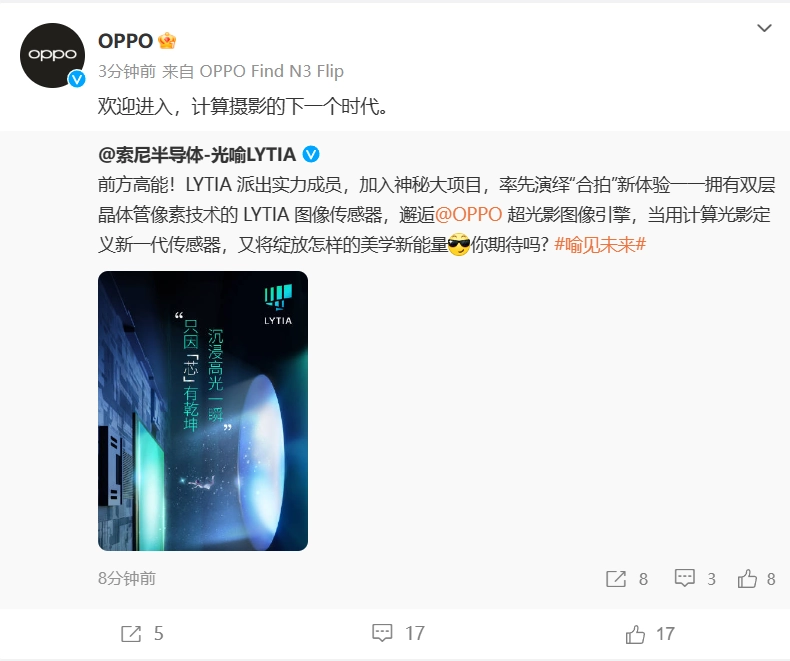 oppo
OPPO
3分钟前 来自 OPPO Find N3 Flip
欢迎进入，计算摄影的下一个时代。
@索尼半导体-光喻LYTIA
前方高能！LYTIA 派出实力成员，加入神秘大项目，率先演绎“合拍”新体验——拥有双层
晶体管像素技术的 LYTIA 图像传感器，邂逅@OPPO 超光影图像引擎，当用计算光影定
义新一代传感器，又将绽放怎样的美学新能量😎你期待吗? #喻见未来#
LYTIA
“沉浸高光一瞬
只因「芯」有乾坤”
8分钟前
8 3 8
5 17 17